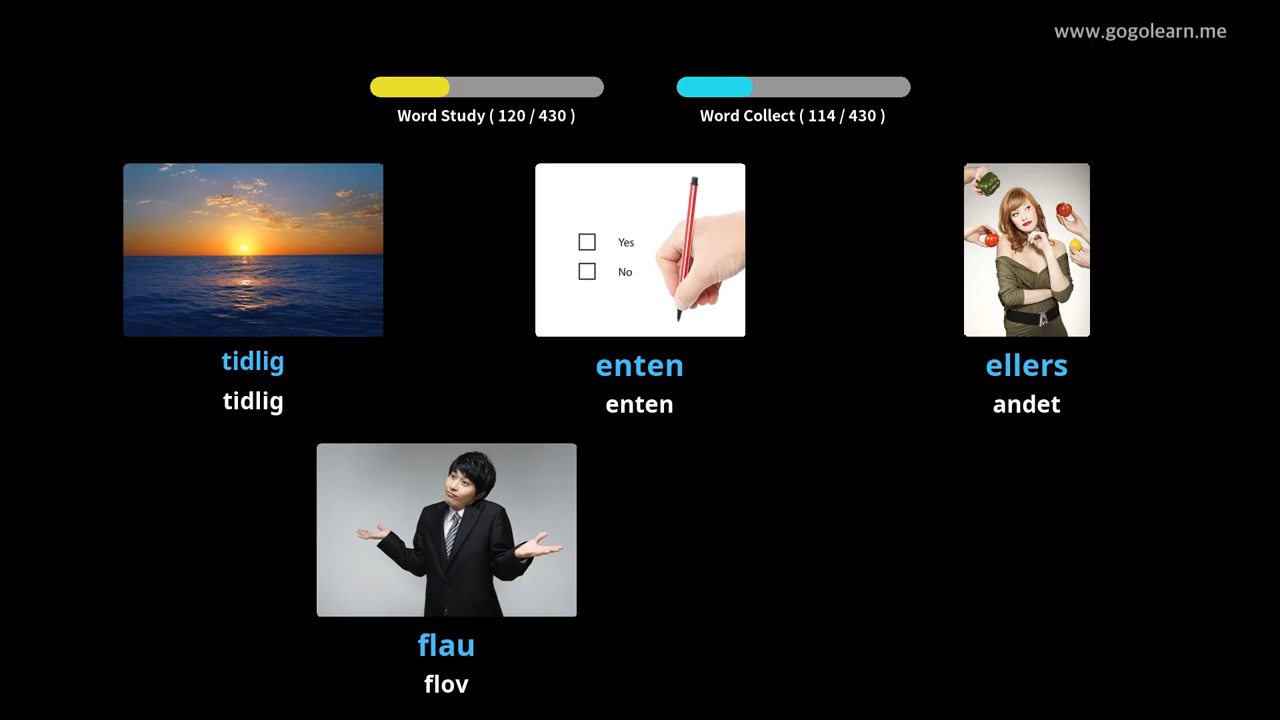 www.gogolearn.me
Word Study ( 120 / 430 )
Word Collect ( 114 / 430 )
Yes
No
tidlig
tidlig
enten
enten
ellers
andet
flau
flov